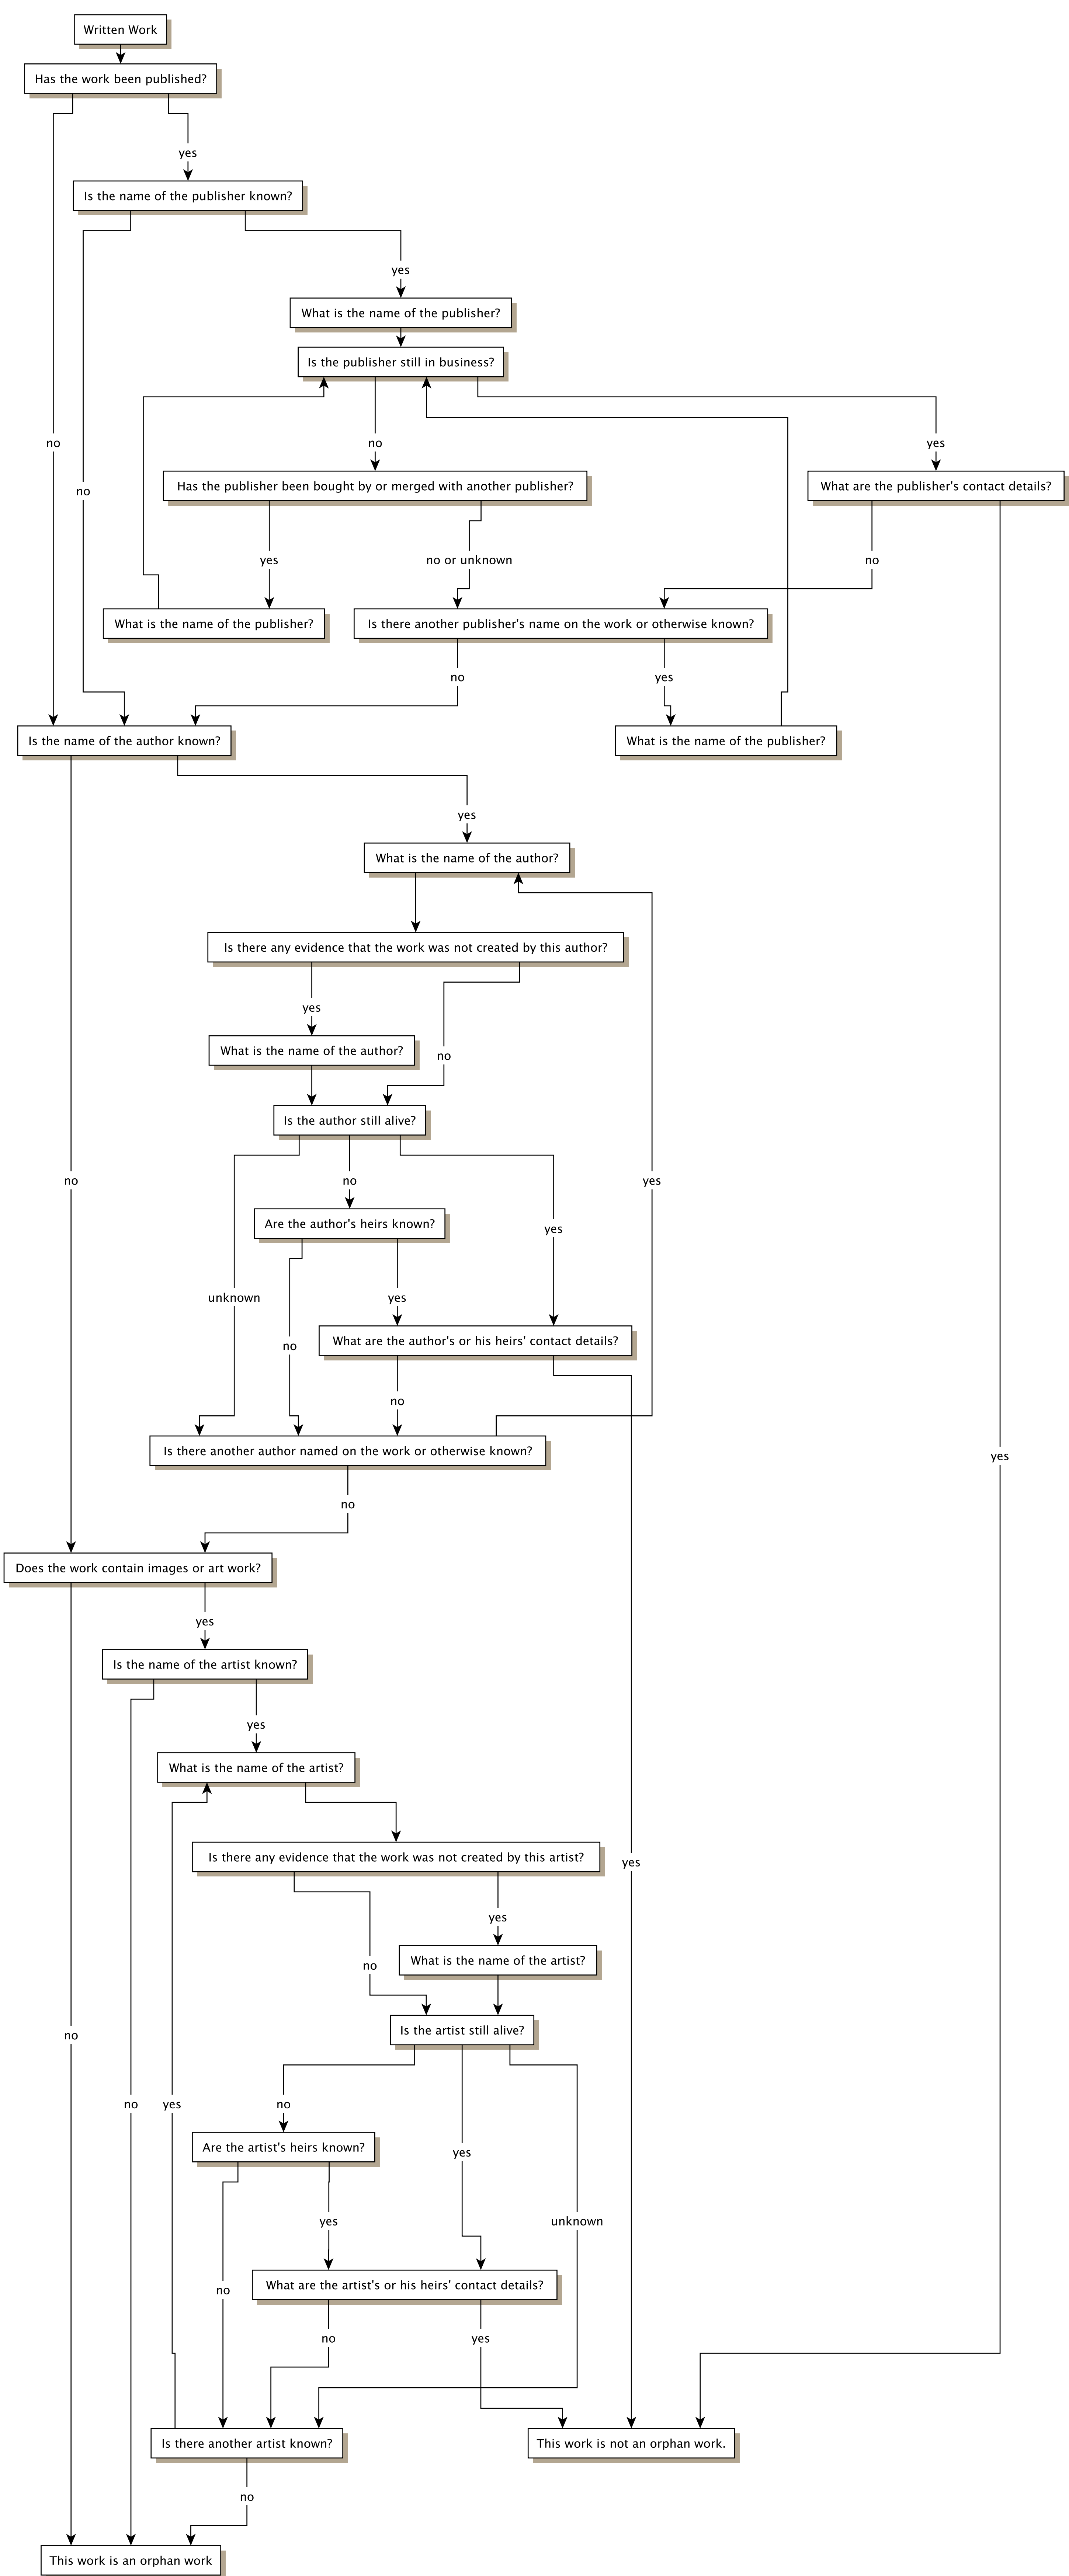 Written Work
Has the work been published?
yes
Is the name of the publisher known?
yes
What is the name of the publisher?
Is the publisher still in business?
no
no
yes
no
Has the publisher been bought by or merged with another publisher?
What are the publisher's contact details?
yes
no or unknown
no
What is the name of the publisher?
Is there another publisher's name on the work or otherwise known?
no
yes
Is the name of the author known?
What is the name of the publisher?
yes
What is the name of the author?
Is there any evidence that the work was not created by this author?
yes
What is the name of the author?
no
Is the author still alive?
no
no
yes
Are the author's heirs known?
yes
unknown
yes
What are the author's or his heirs' contact details?
no
no
Is there another author named on the work or otherwise known?
yes
no
Does the work contain images or art work?
yes
Is the name of the artist known?
yes
What is the name of the artist?
Is there any evidence that the work was not created by this artist?
yes
yes
What is the name of the artist?
no
Is the artist still alive?
no
no
yes
no
Are the artist's heirs known?
yes
yes
unknown
What are the artist's or his heirs' contact details?
no
no
yes
Is there another artist known?
This work is not an orphan work.
no
This work is an orphan work